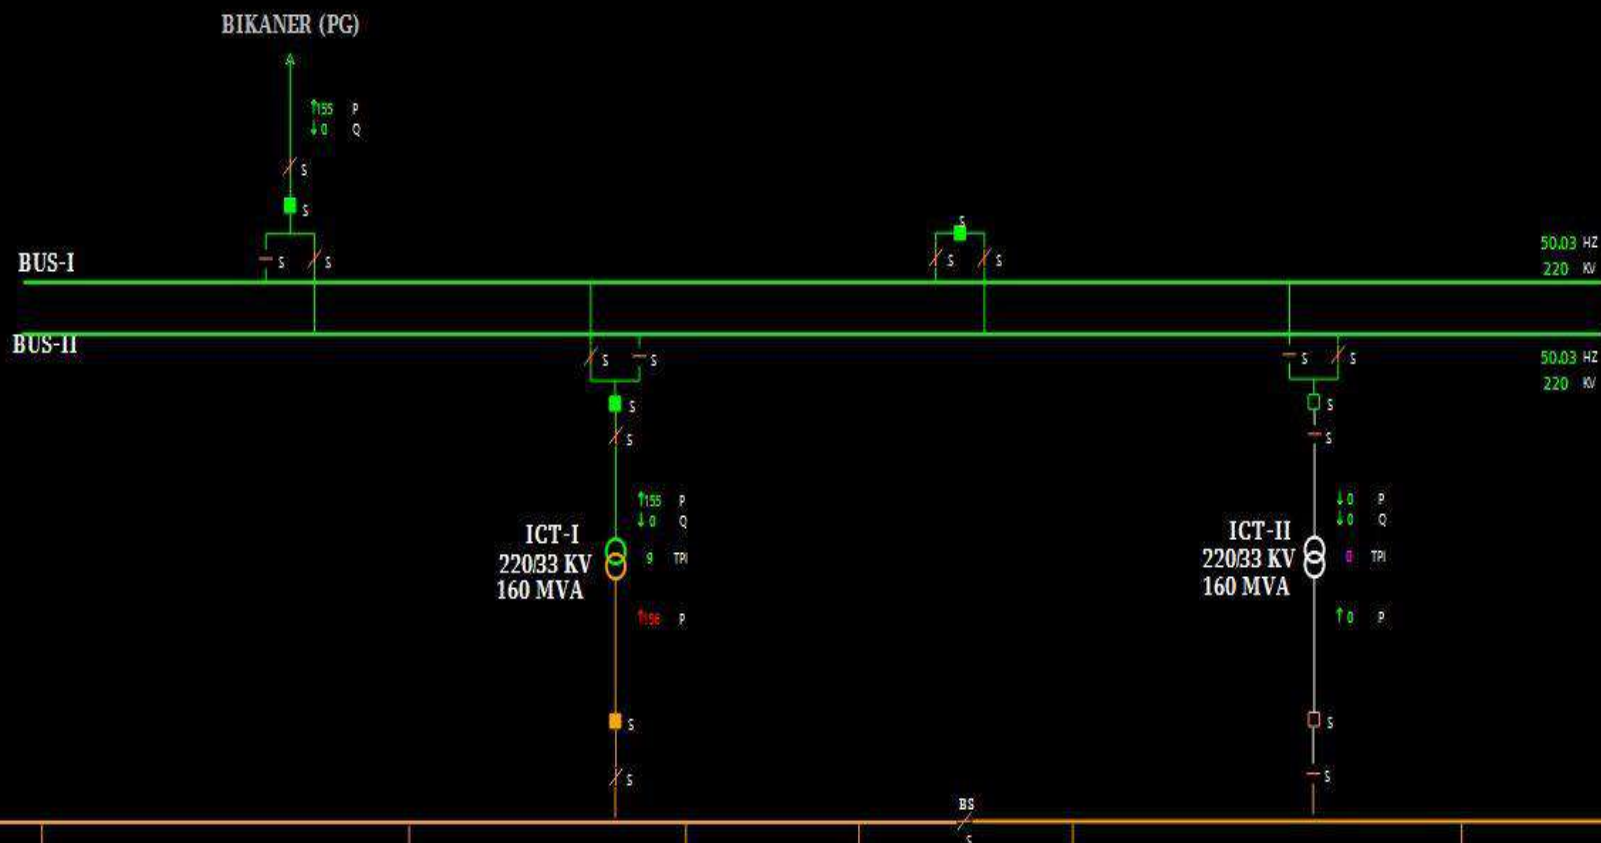 BIKANER (PG)
↑155 P
↓0 Q
S
S
S
S S S S
BUS-I
50.03 HZ
220 KV
BUS-II
S S S S
50.03 HZ
220 KV
S S
S S
↑155 P
↓0 Q
↓0 P
↓0 Q
ICT-I
220/33 KV
160 MVA
9 TPI
ICT-II
220/33 KV
160 MVA
0 TPI
↑156 P
↑0 P
S S
S S
BS
S